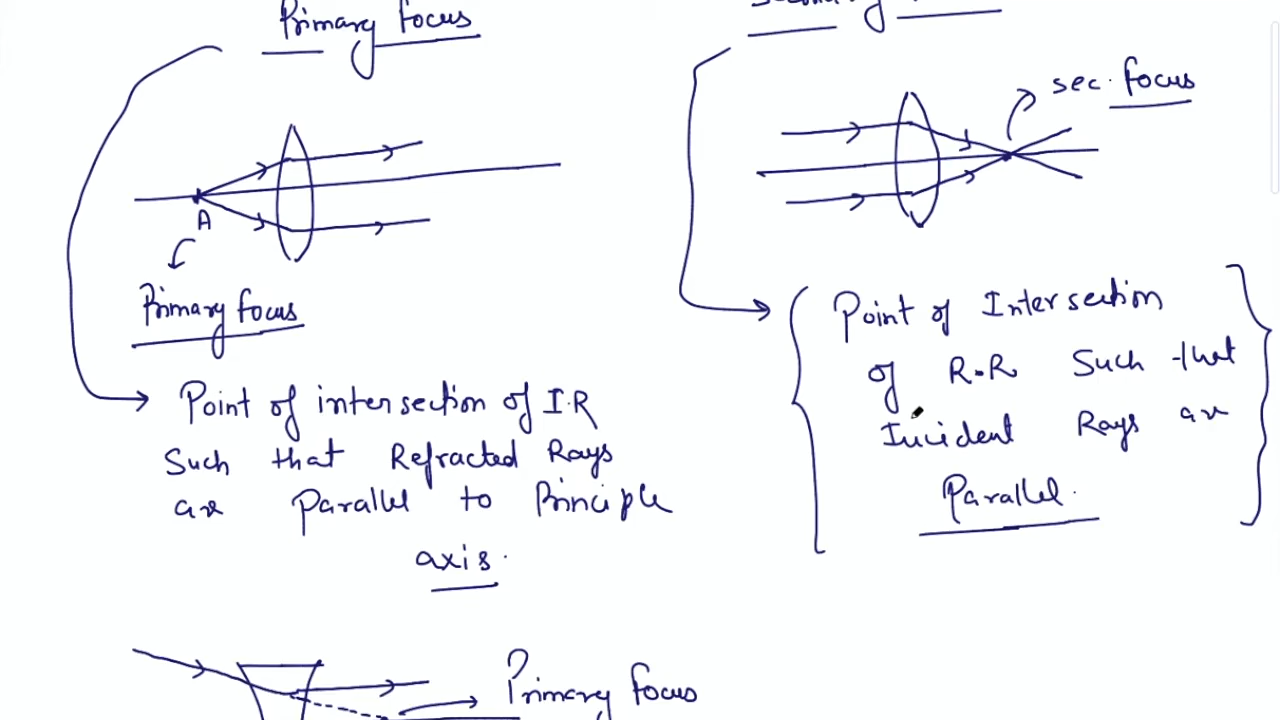 Primary focus
sec. focus
A
Primary focus
Point of intersection of I.R
Such that Refracted Rays
are Parallel to Principle
axis.
Point of Intersection
of R.R Such that
Incident Rays are
Parallel.
Primary focus